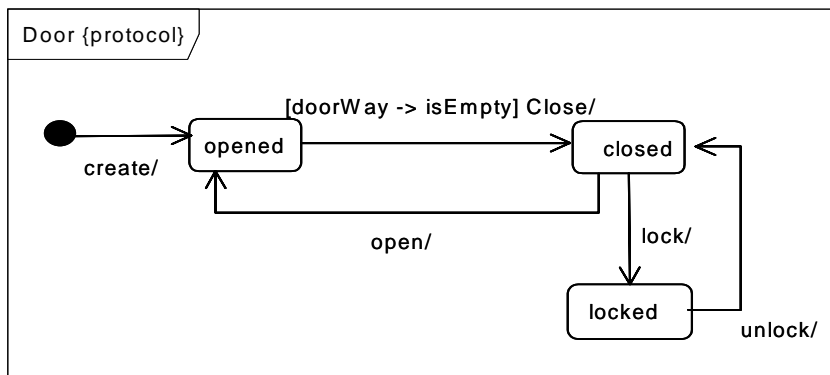 Door {protocol}
[doorWay -> isEmpty] Close/
opened
closed
create/
open/
lock/
locked
unlock/